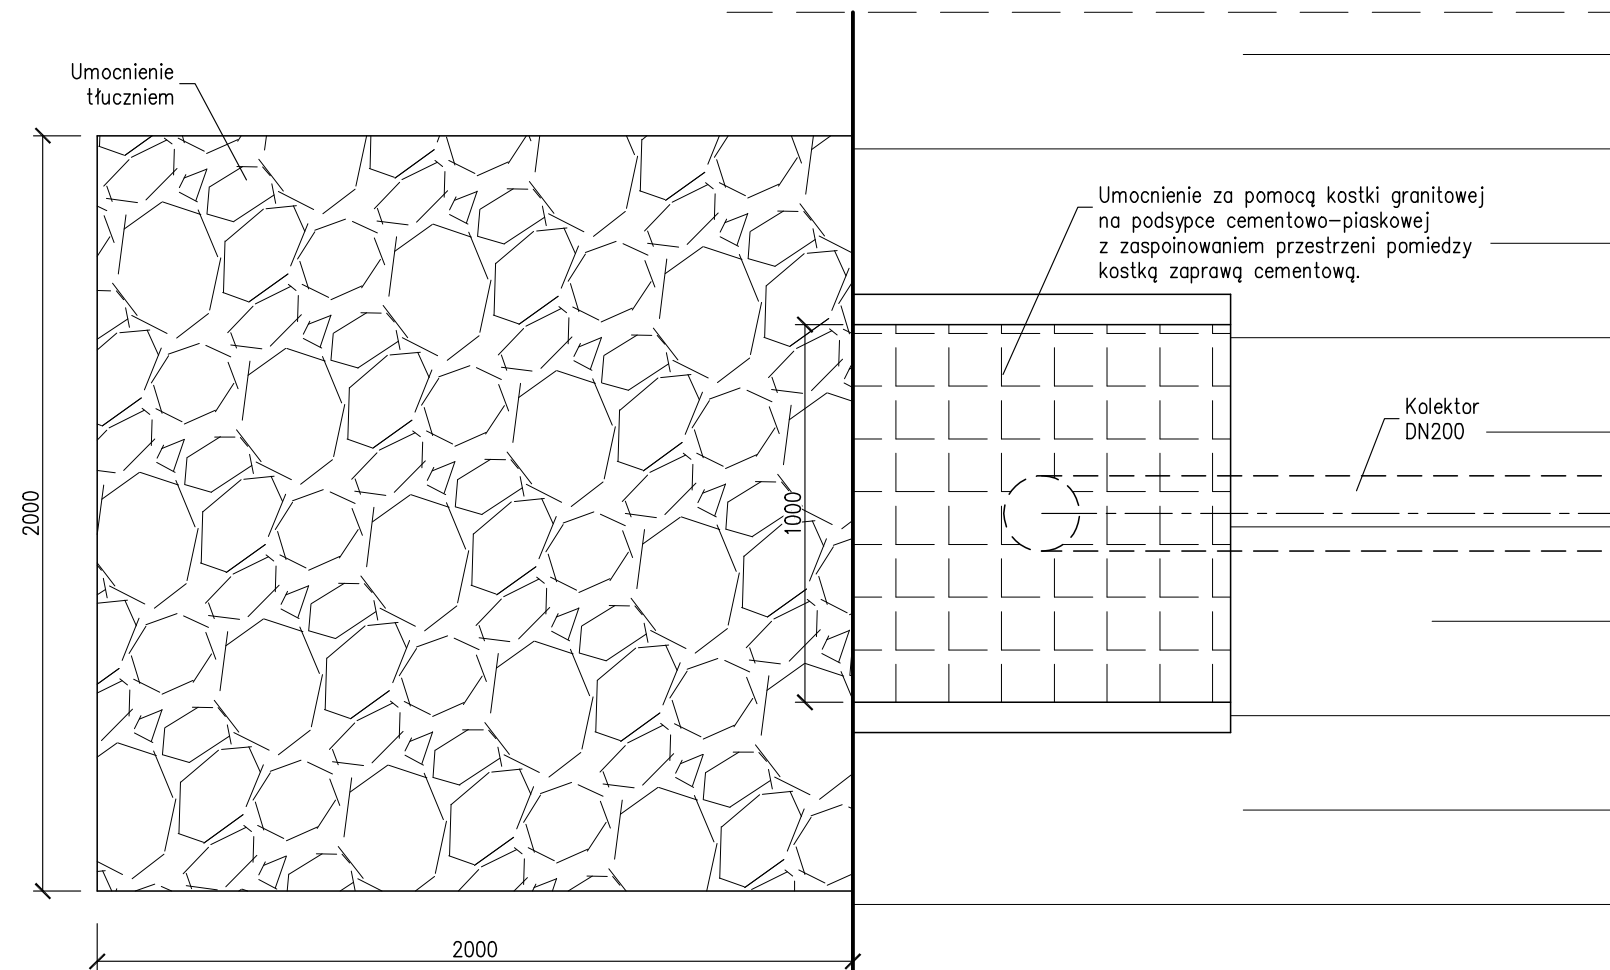 Umocnienie
tłuczniem
Umocnienie za pomocą kostki granitowej
na podsypce cementowo-piaskowej
z zaspoinowaniem przestrzeni pomiedzy
kostką zaprawą cementową.
Kolektor
DN200
2000
1000
2000